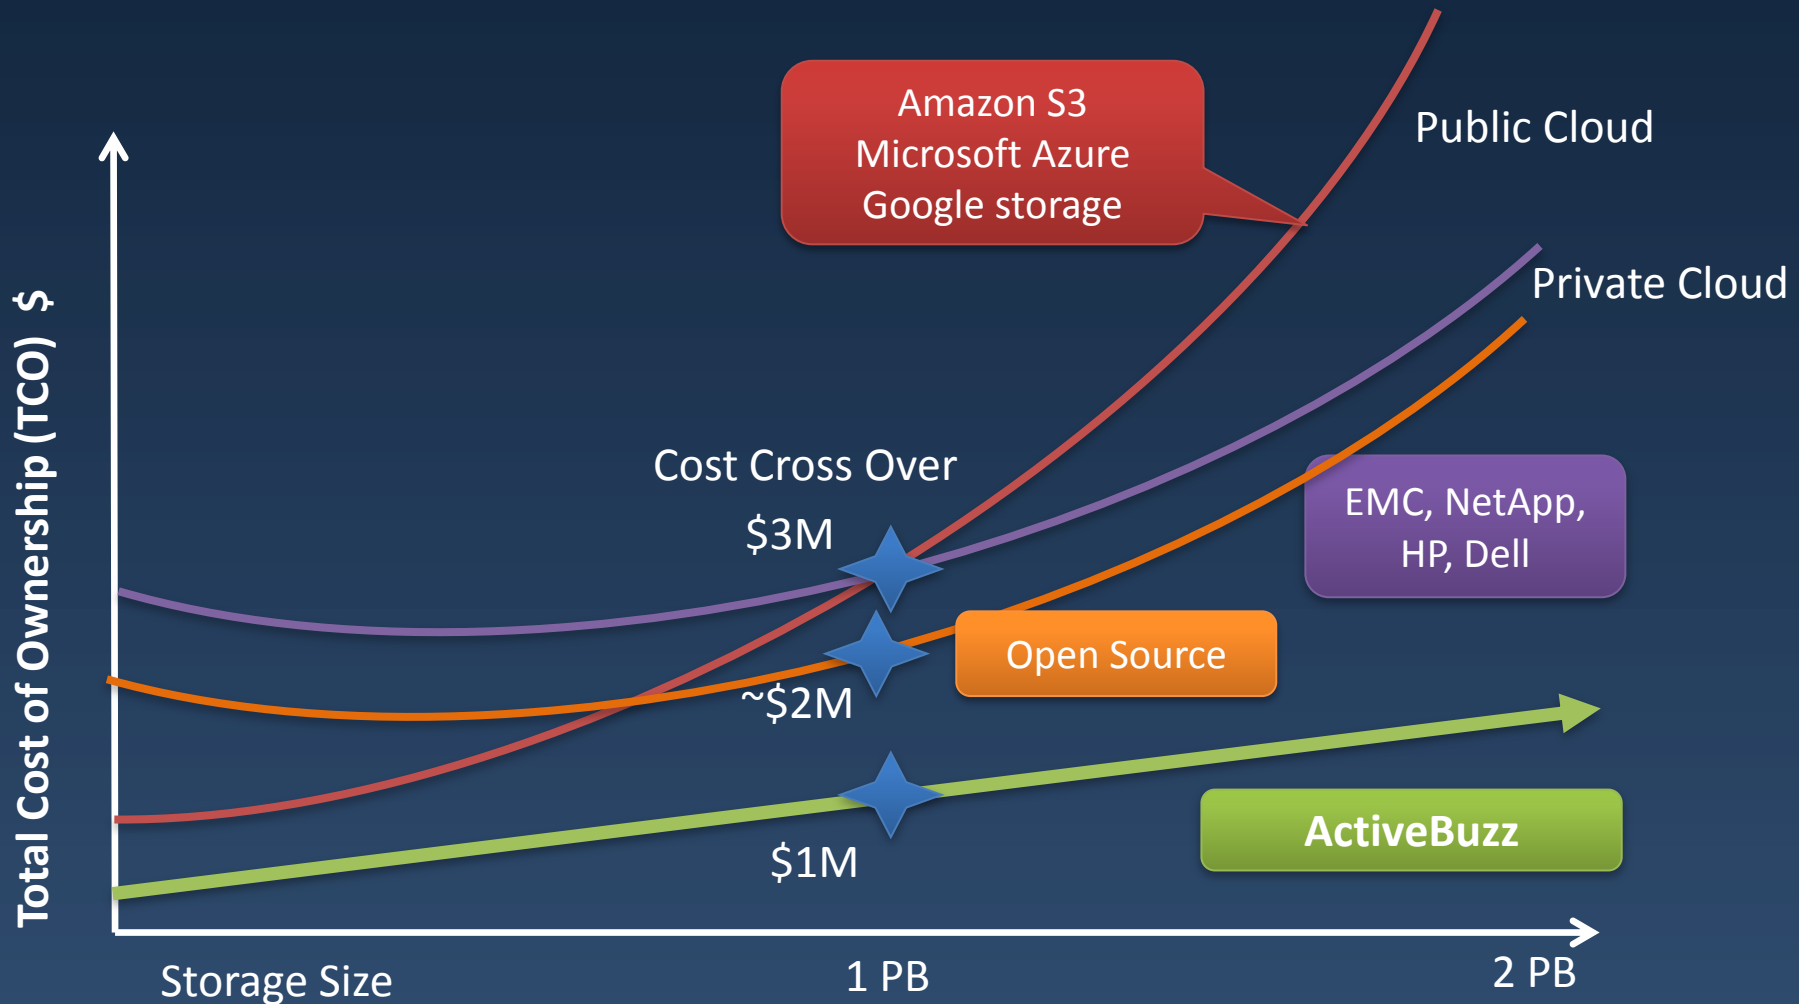 Amazon S3
Microsoft Azure
Google storage
Public Cloud
Private Cloud
Total Cost of Ownership (TCO) $
Cost Cross Over
$3M
EMC, NetApp,
HP, Dell
Open Source
~$2M
ActiveBuzz
$1M
Storage Size
1 PB
2 PB